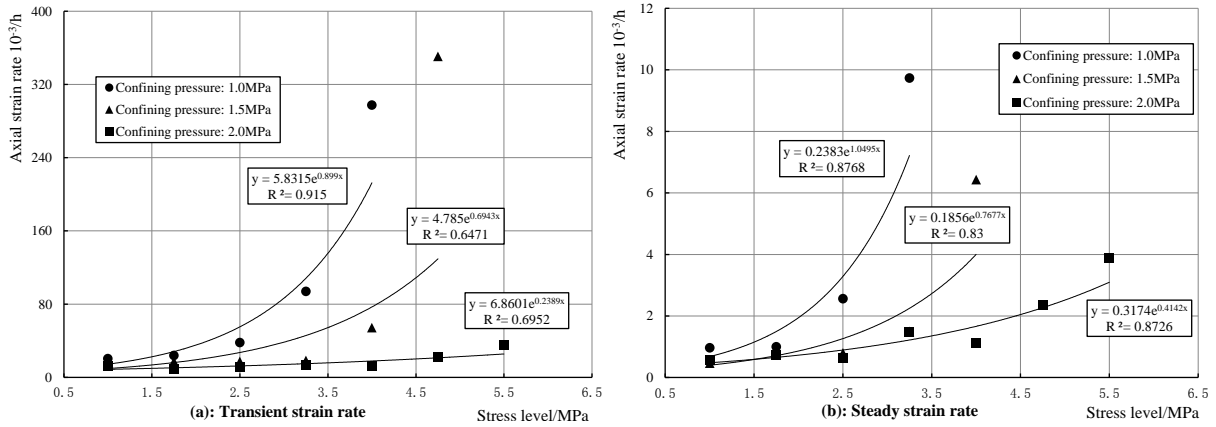 Axial strain rate 10⁻³/h
400
320
240
160
80
0
0.5
1.5
2.5
3.5
4.5
5.5
6.5
Confining pressure: 1.0MPa
Confining pressure: 1.5MPa
Confining pressure: 2.0MPa
y = 5.8315e^0.899x
R ²= 0.915
y = 4.785e^0.6943x
R ²= 0.6471
y = 6.8601e^0.2389x
R ²= 0.6952
(a): Transient strain rate
Stress level/MPa
Axial strain rate 10⁻³/h
12
10
8
6
4
2
0
0.5
1.5
2.5
3.5
4.5
5.5
6.5
Confining pressure: 1.0MPa
Confining pressure: 1.5MPa
Confining pressure: 2.0MPa
y = 0.2383e^1.0495x
R ²= 0.8768
y = 0.1856e^0.7677x
R ²= 0.83
y = 0.3174e^0.4142x
R ²= 0.8726
(b): Steady strain rate
Stress level/MPa